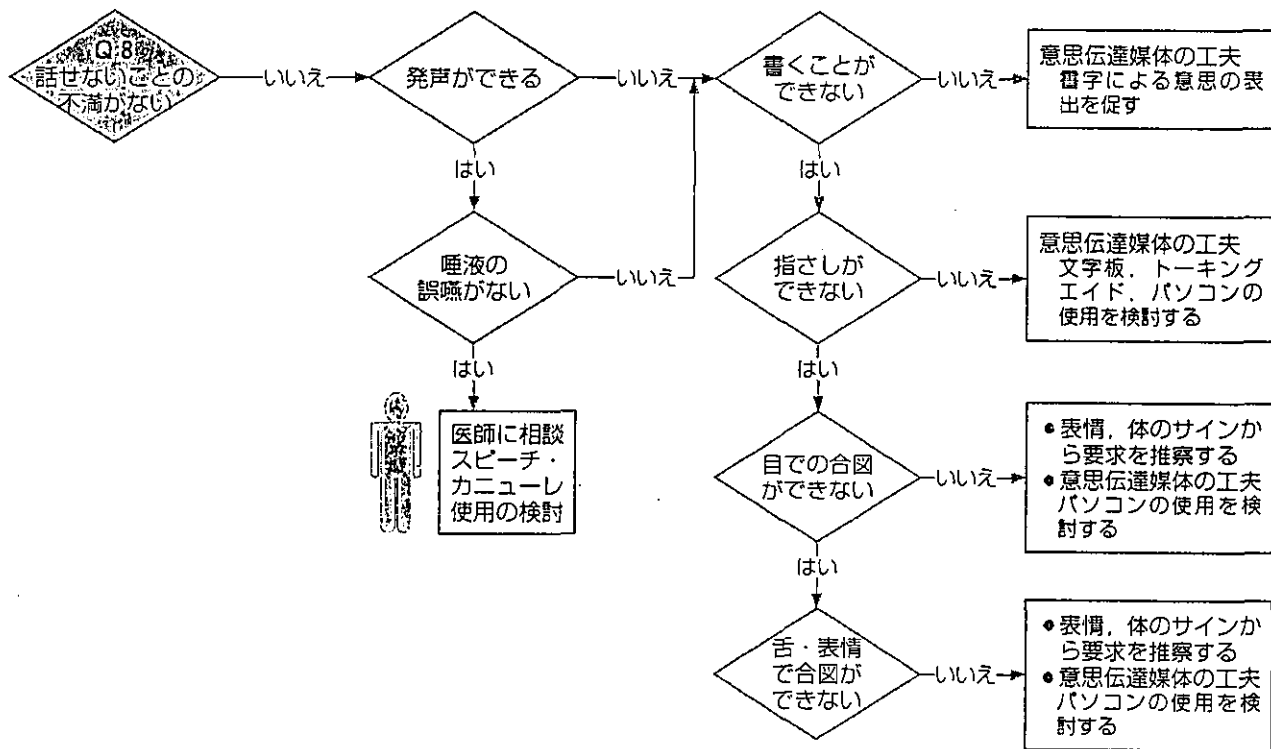 Q 8
話せないことの
不満がない
いいえ
発声ができる
いいえ
書くことが
できない
いいえ
意思伝達媒体の工夫
書字による意思の表
出を促す
はい
はい
唾液の
誤嚥がない
いいえ
指さしが
できない
いいえ
意思伝達媒体の工夫
文字板，トーキング
エイド，パソコンの
使用を検討する
はい
はい
医師に相談
スピーチ・
カニューレ
使用の検討
目での合図
ができない
いいえ
●表情，体のサインか
ら要求を推察する
●意思伝達媒体の工夫
パソコンの使用を検
討する
はい
舌・表情
で合図が
できない
いいえ
●表情，体のサインか
ら要求を推察する
●意思伝達媒体の工夫
パソコンの使用を検
討する